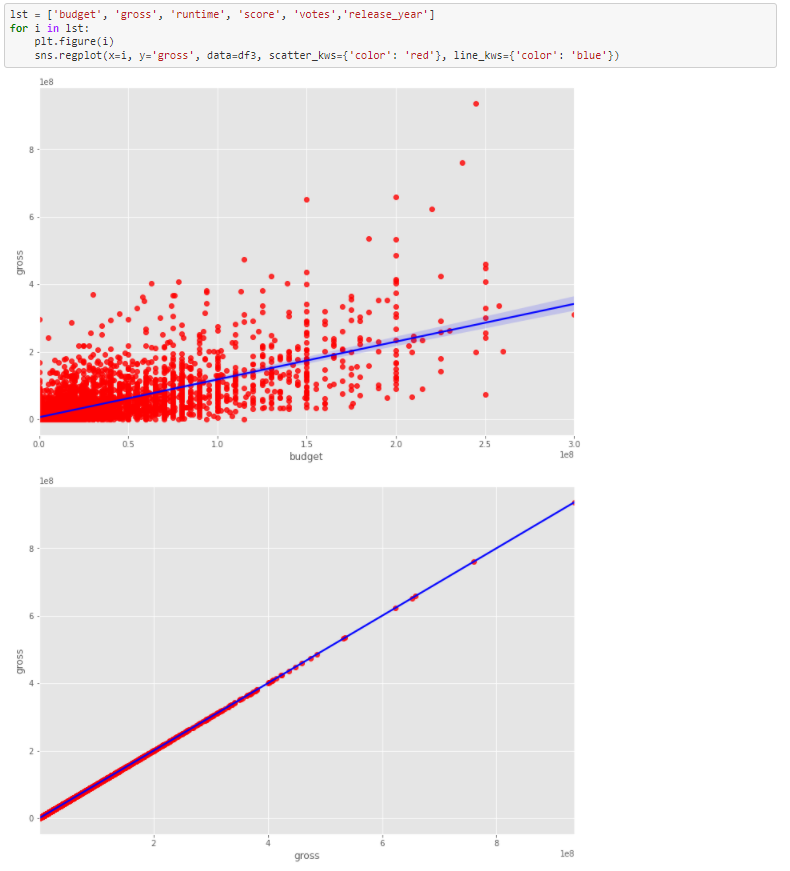 lst = ['budget', 'gross', 'runtime', 'score', 'votes','release_year']
for i in lst:
    plt.figure(i)
    sns.regplot(x=i, y='gross', data=df3, scatter_kws={'color': 'red'}, line_kws={'color': 'blue'})
1e8
8
6
gross
4
2
0
0.0 0.5 1.0 1.5 2.0 2.5 3.0
budget 1e8
1e8
8
6
gross
4
2
0
2 4 6 8
gross 1e8